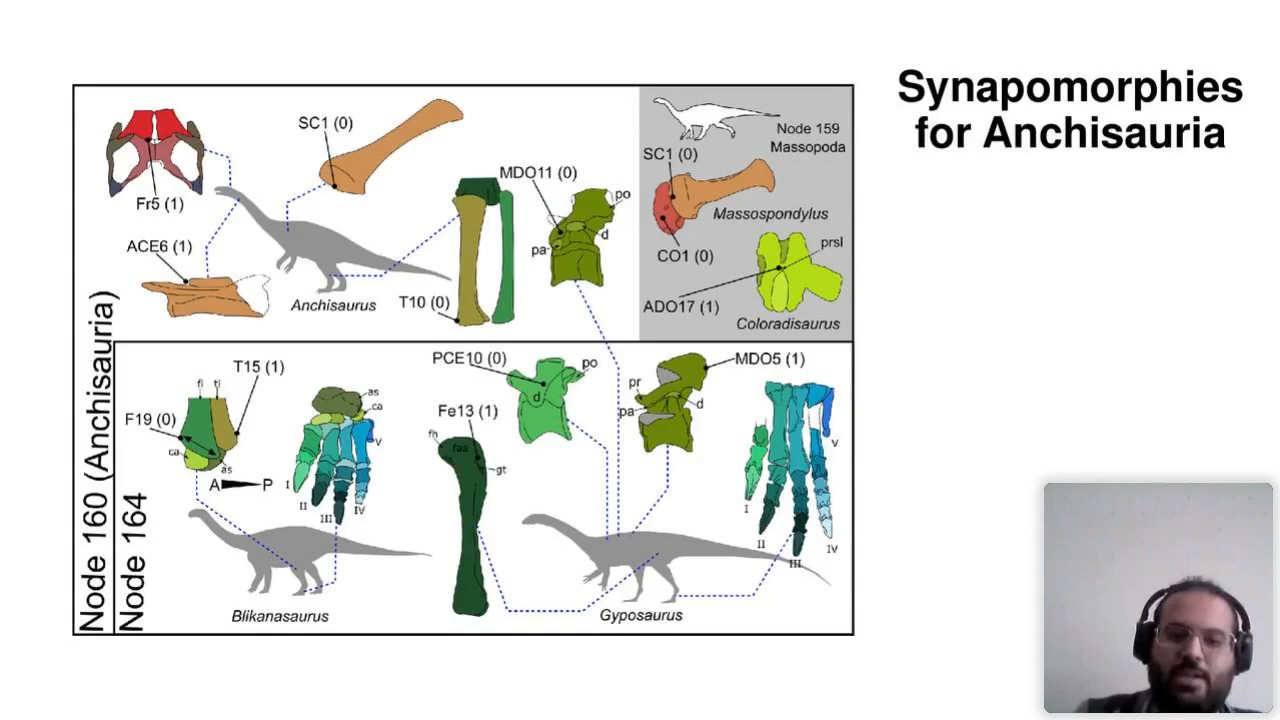 Synapomorphies
for Anchisauria
Fr5 (1)
SC1 (0)
ACE6 (1)
Anchisaurus
T10 (0)
MDO11 (0)
po
pa
d
Node 159
Massopoda
SC1 (0)
Massospondylus
CO1 (0)
prsl
ADO17 (1)
Coloradisaurus
Node 160 (Anchisauria)
Node 164
T15 (1)
fi
ti
F19 (0)
ca
as
A
P
as
ca
V
I
II
III
IV
Blikanasaurus
PCE10 (0)
po
d
Fe13 (1)
fh
faa
gt
MDO5 (1)
pr
pa
d
V
I
II
III
IV
Gyposaurus